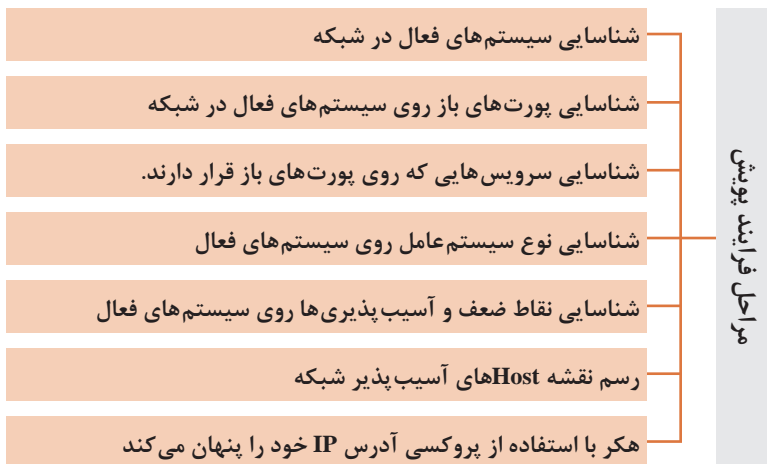 مراحل فرایند پویش
شناسایی سیستم‌های فعال در شبکه
شناسایی پورت‌های باز روی سیستم‌های فعال در شبکه
شناسایی سرویس‌هایی که روی پورت‌های باز قرار دارند.
شناسایی نوع سیستم‌عامل روی سیستم‌های فعال
شناسایی نقاط ضعف و آسیب‌پذیری‌ها روی سیستم‌های فعال
رسم نقشه Hostهای آسیب‌پذیر شبکه
هکر با استفاده از پروکسی آدرس IP خود را پنهان می‌کند